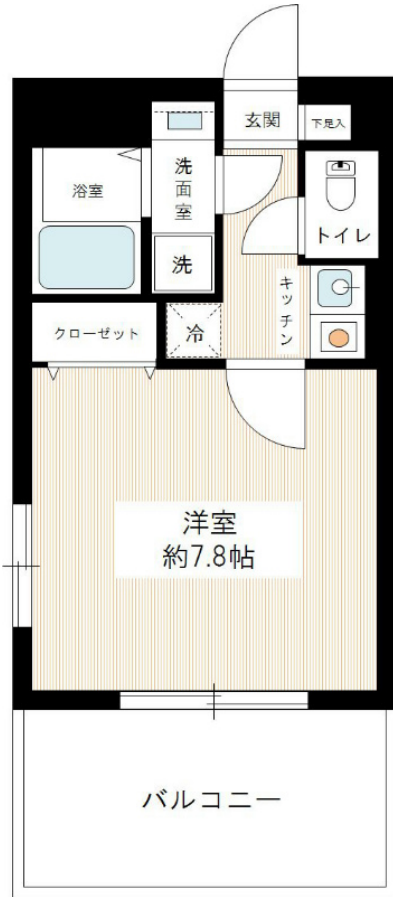 玄関
下足入
洗面室
浴室
トイレ
洗
キッチン
冷
クローゼット
洋室
約7.8帖
バルコニー